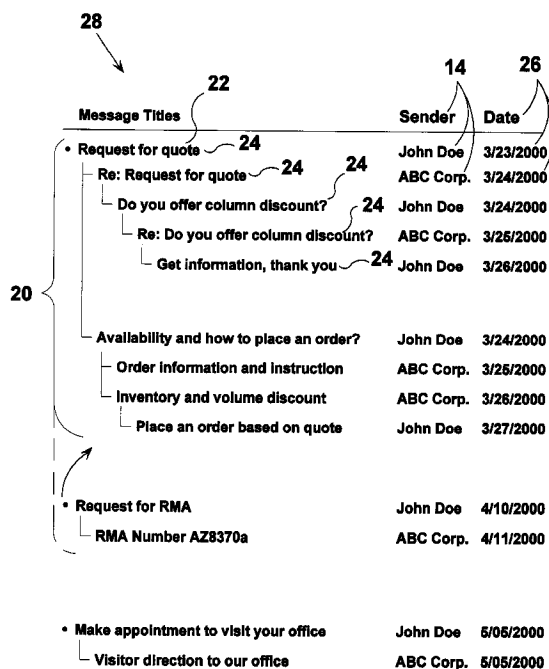 28
22 14 26
Message Titles Sender Date
• Request for quote 24 John Doe 3/23/2000
Re: Request for quote 24 ABC Corp. 3/24/2000
24
Do you offer column discount? John Doe 3/24/2000
24
Re: Do you offer column discount? ABC Corp. 3/25/2000
Get information, thank you 24 John Doe 3/26/2000
20
Availability and how to place an order? John Doe 3/24/2000
Order information and instruction ABC Corp. 3/25/2000
Inventory and volume discount ABC Corp. 3/26/2000
Place an order based on quote John Doe 3/27/2000
• Request for RMA John Doe 4/10/2000
RMA Number AZ8370a ABC Corp. 4/11/2000
• Make appointment to visit your office John Doe 5/05/2000
Visitor direction to our office ABC Corp. 5/05/2000